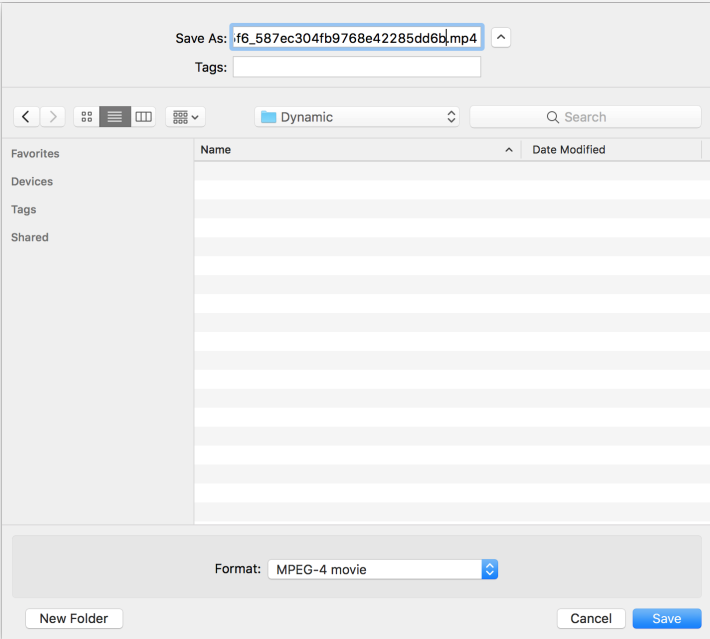 Save As: 5f6_587ec304fb9768e42285dd6b.mp4
Tags:
Dynamic
Search
Favorites
Name
Date Modified
Devices
Tags
Shared
Format: MPEG-4 movie
New Folder
Cancel
Save